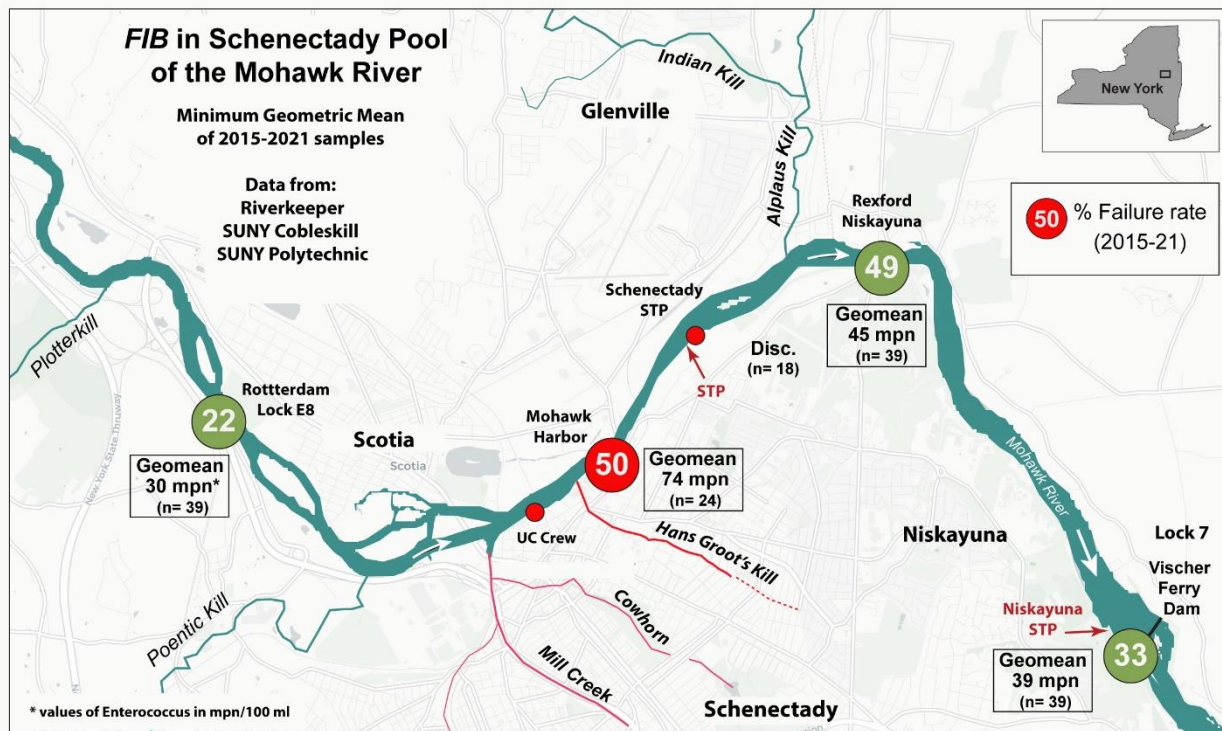 FIB in Schenectady Pool
of the Mohawk River
Minimum Geometric Mean
of 2015-2021 samples
Data from:
Riverkeeper
SUNY Cobleskill
SUNY Polytechnic
Indian Kill
Glenville
Alplaus Kill
New York
50 % Failure rate
(2015-21)
Rexford
Niskayuna
49
Geomean
45 mpn
(n= 39)
Schenectady
STP
STP
Disc.
(n= 18)
Plotterkill
New York State Thruway
Rottterdam
Lock E8
22
Geomean
30 mpn*
(n= 39)
Scotia
Scotia
Mohawk
Harbor
50
Geomean
74 mpn
(n= 24)
UC Crew
Hans Groot's Kill
Mohawk River
Niskayuna
Lock 7
Vischer
Ferry
Dam
Niskayuna
STP
33
Geomean
39 mpn
(n= 39)
Poentic Kill
Cowhorn
Mill Creek
Schenectady
* values of Enterococcus in mpn/100 ml